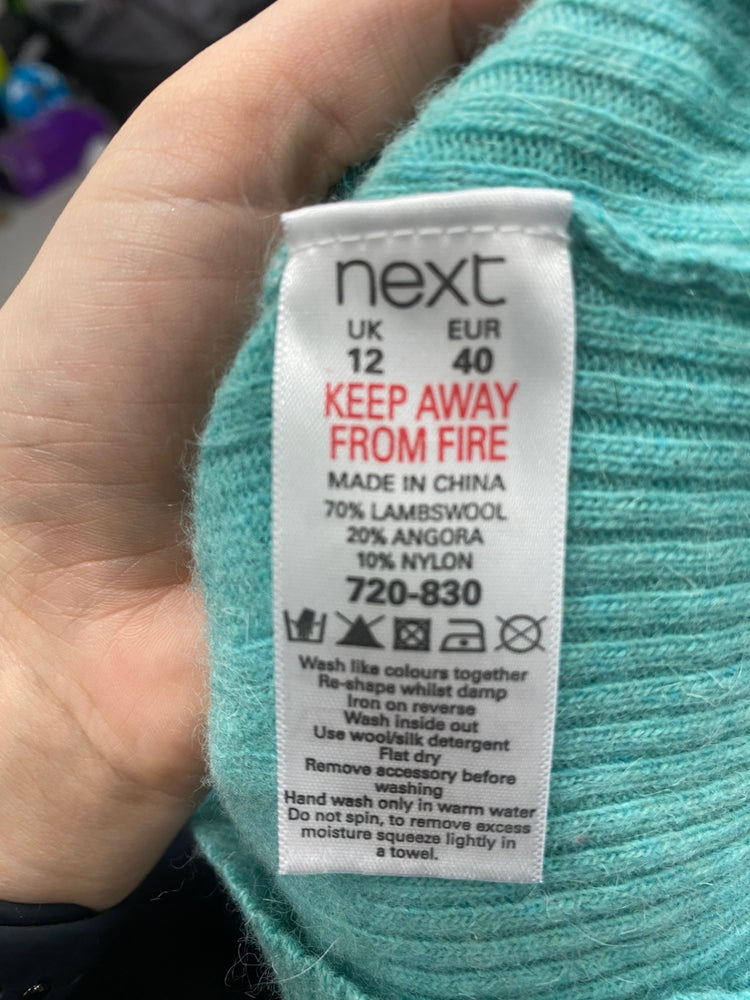 next
UK EUR
12 40
KEEP AWAY
FROM FIRE
MADE IN CHINA
70% LAMBSWOOL
20% ANGORA
10% NYLON
720-830
Wash like colours together
Re-shape whilst damp
Iron on reverse
Wash inside out
Use wool/silk detergent
Flat dry
Remove accessory before
washing
Hand wash only in warm water
Do not spin, to remove excess
moisture squeeze lightly in
a towel.